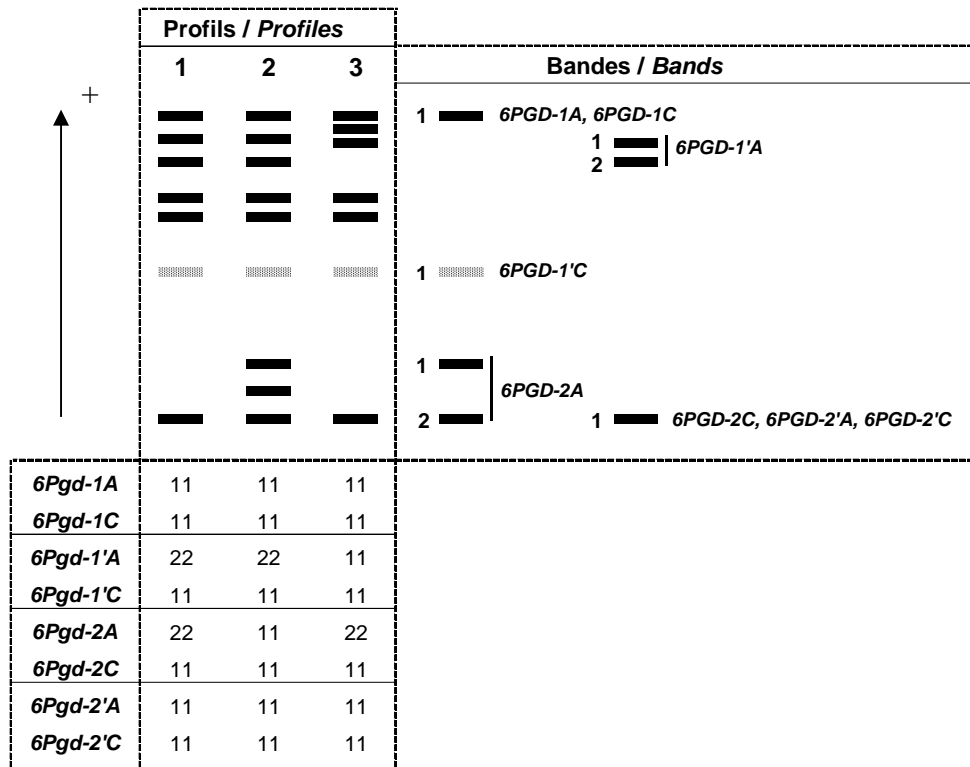 Profils / Profiles
1 2 3
Bandes / Bands
+
1 6PGD-1A, 6PGD-1C
1
2
6PGD-1'A
1 6PGD-1'C
1
6PGD-2A
2
1 6PGD-2C, 6PGD-2'A, 6PGD-2'C
6Pgd-1A 11 11 11
6Pgd-1C 11 11 11
6Pgd-1'A 22 22 11
6Pgd-1'C 11 11 11
6Pgd-2A 22 11 22
6Pgd-2C 11 11 11
6Pgd-2'A 11 11 11
6Pgd-2'C 11 11 11